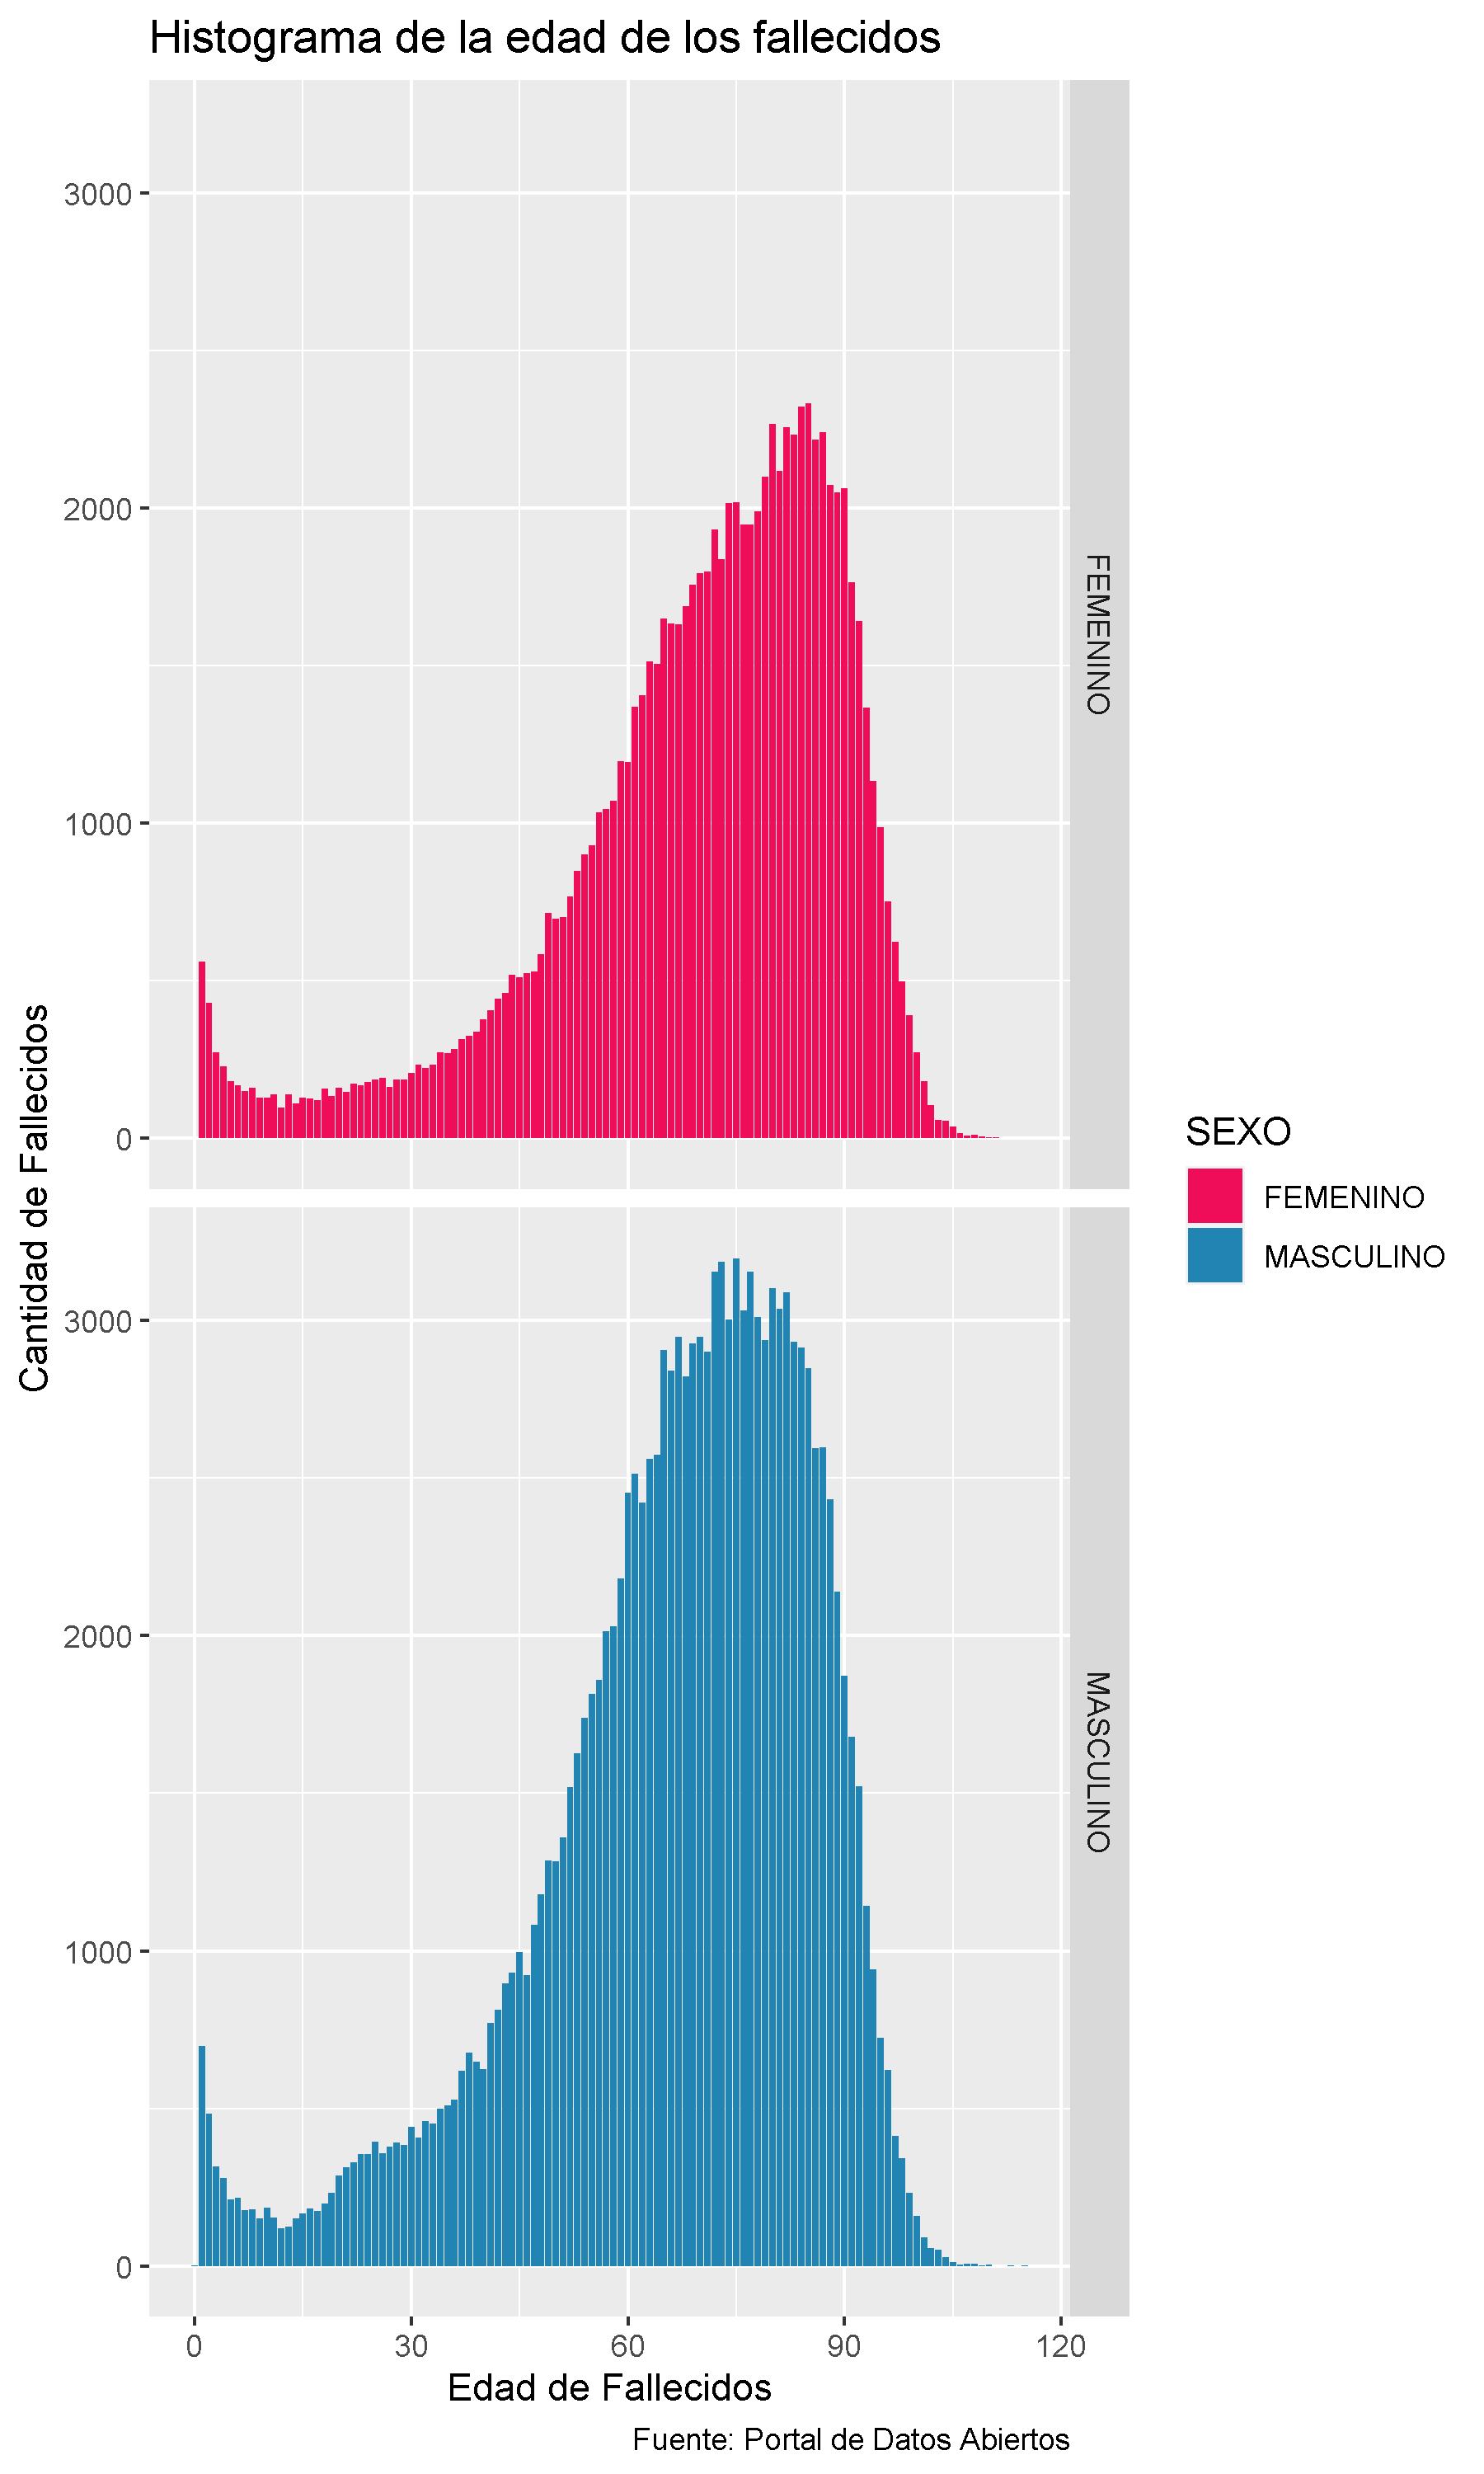 Histograma de la edad de los fallecidos
3000
2000
1000
0
FEMENINO
Cantidad de Fallecidos
3000
2000
1000
0
MASCULINO
0 30 60 90 120
Edad de Fallecidos
Fuente: Portal de Datos Abiertos
SEXO
FEMENINO
MASCULINO